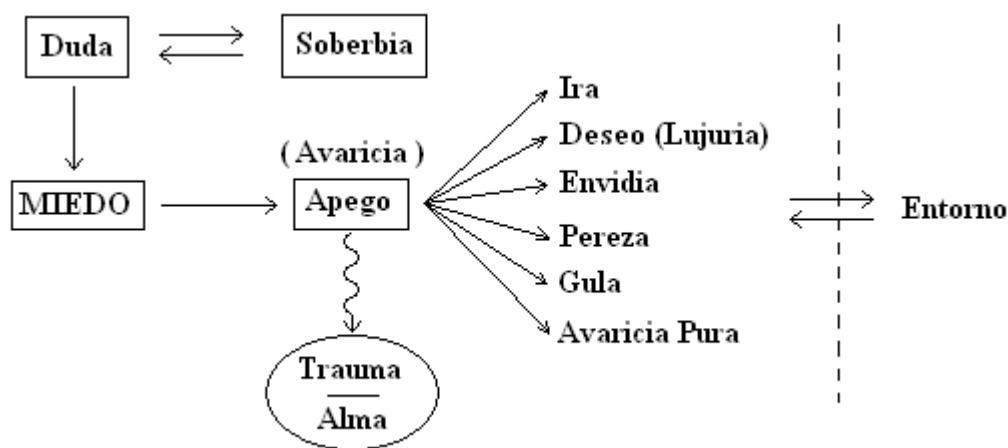 Duda
Soberbia
Ira
Deseo (Lujuria)
( Avaricia )
Envidia
MIEDO
Apego
Entorno
Pereza
Gula
Avaricia Pura
Trauma
Alma